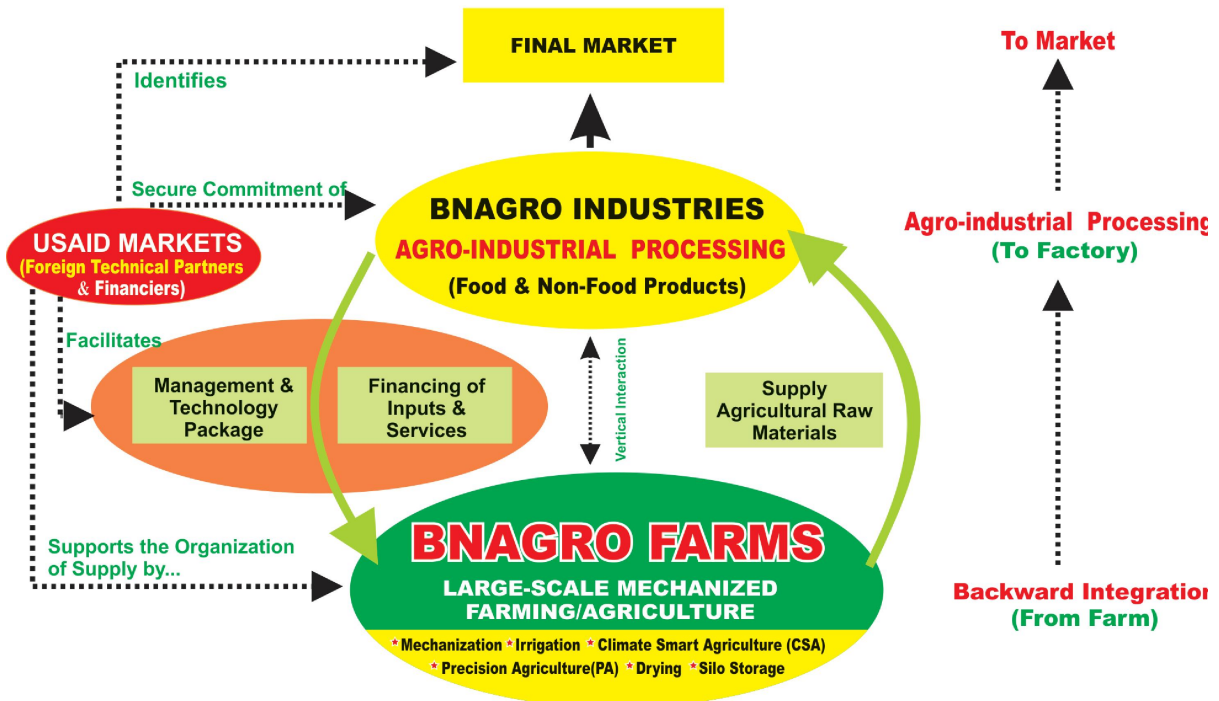 FINAL MARKET
To Market
Identifies
Secure Commitment of
BNAGRO INDUSTRIES
AGRO-INDUSTRIAL PROCESSING
(Food & Non-Food Products)
Agro-industrial Processing
(To Factory)
USAID MARKETS
(Foreign Technical Partners
& Financiers)
Facilitates
Management &
Technology
Package
Financing of
Inputs &
Services
Vertical Interaction
Supply
Agricultural Raw
Materials
Supports the Organization
of Supply by...
BNAGRO FARMS
LARGE-SCALE MECHANIZED
FARMING/AGRICULTURE
* Mechanization * Irrigation * Climate Smart Agriculture (CSA)
* Precision Agriculture(PA) * Drying * Silo Storage
Backward Integration
(From Farm)